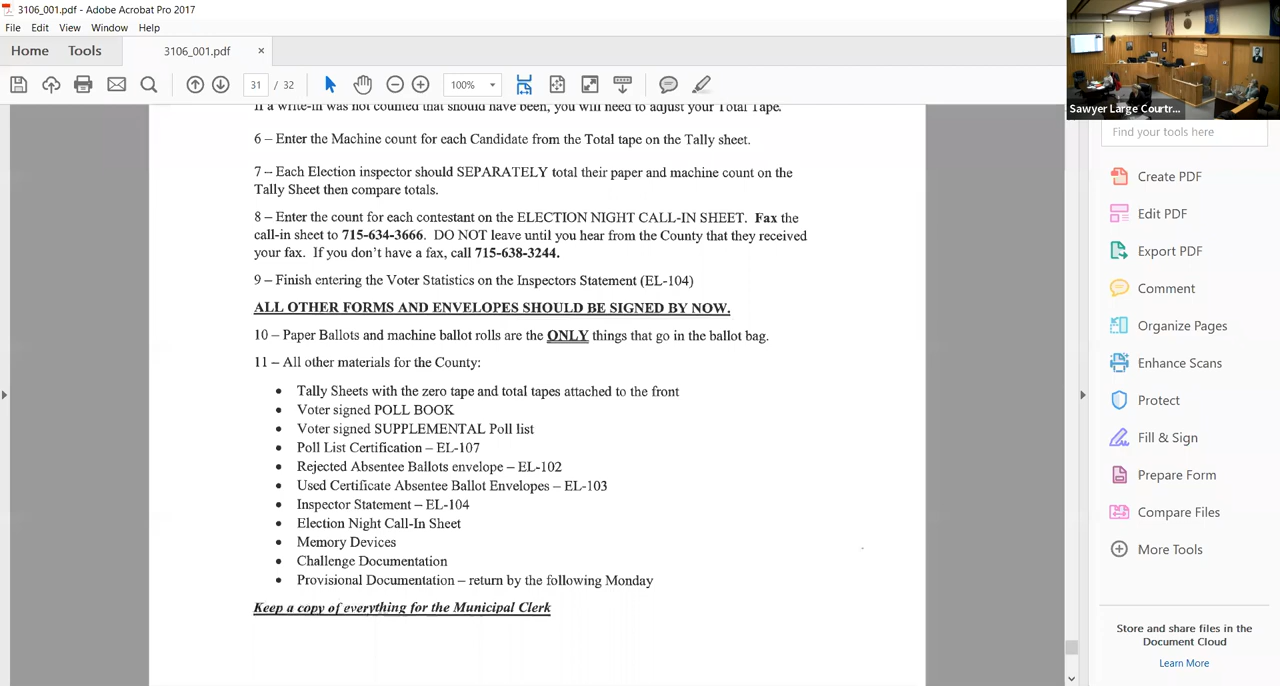 3106_001.pdf - Adobe Acrobat Pro 2017
File Edit View Window Help
Home Tools 3106_001.pdf ×
31 / 32 100%
Sawyer Large Courtr...
If a write-in was not counted that should have been, you will need to adjust your Total Tape.
6 – Enter the Machine count for each Candidate from the Total tape on the Tally sheet.
7 – Each Election inspector should SEPARATELY total their paper and machine count on the
Tally Sheet then compare totals.
8 – Enter the count for each contestant on the ELECTION NIGHT CALL-IN SHEET. Fax the
call-in sheet to 715-634-3666. DO NOT leave until you hear from the County that they received
your fax. If you don't have a fax, call 715-638-3244.
9 – Finish entering the Voter Statistics on the Inspectors Statement (EL-104)
ALL OTHER FORMS AND ENVELOPES SHOULD BE SIGNED BY NOW.
10 – Paper Ballots and machine ballot rolls are the ONLY things that go in the ballot bag.
11 – All other materials for the County:
• Tally Sheets with the zero tape and total tapes attached to the front
• Voter signed POLL BOOK
• Voter signed SUPPLEMENTAL Poll list
• Poll List Certification – EL-107
• Rejected Absentee Ballots envelope – EL-102
• Used Certificate Absentee Ballot Envelopes – EL-103
• Inspector Statement – EL-104
• Election Night Call-In Sheet
• Memory Devices
• Challenge Documentation
• Provisional Documentation – return by the following Monday
Keep a copy of everything for the Municipal Clerk
Find your tools here
Create PDF
Edit PDF
Export PDF
Comment
Organize Pages
Enhance Scans
Protect
Fill & Sign
Prepare Form
Compare Files
More Tools
Store and share files in the
Document Cloud
Learn More